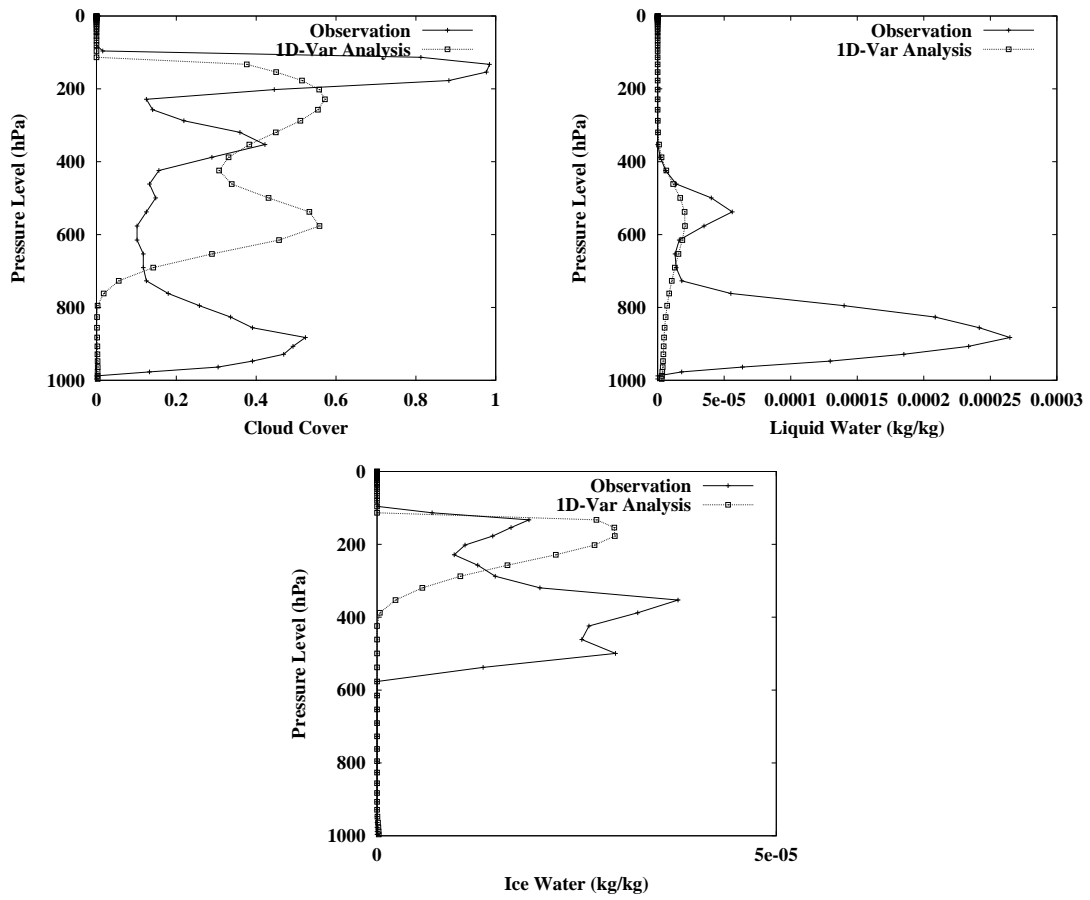 Observation
1D-Var Analysis
0
200
400
600
800
1000
Pressure Level (hPa)
0 0.2 0.4 0.6 0.8 1
Cloud Cover
Observation
1D-Var Analysis
0
200
400
600
800
1000
Pressure Level (hPa)
0 5e-05 0.0001 0.00015 0.0002 0.00025 0.0003
Liquid Water (kg/kg)
Observation
1D-Var Analysis
0
200
400
600
800
1000
Pressure Level (hPa)
0 5e-05
Ice Water (kg/kg)